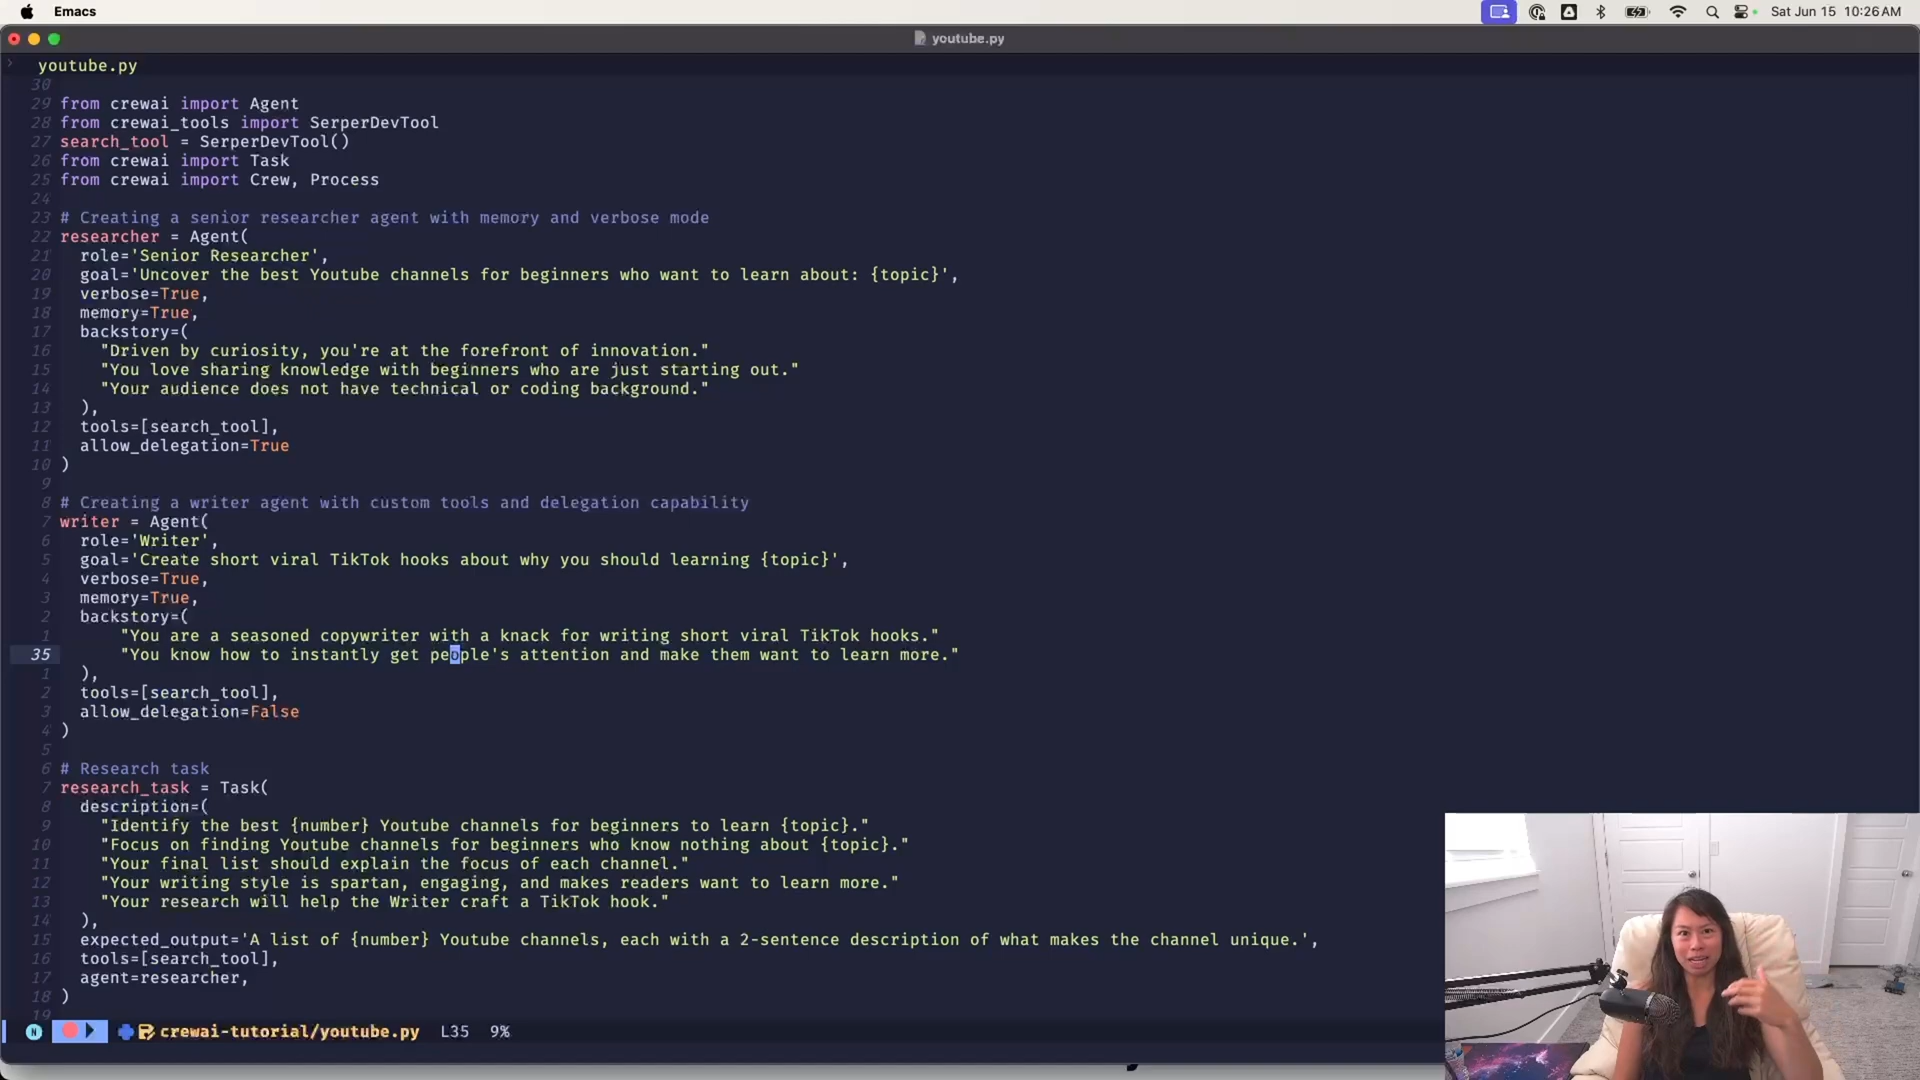 Emacs
Sat Jun 15 10:26 AM
youtube.py
youtube.py
30
29 from crewai import Agent
28 from crewai_tools import SerperDevTool
27 search_tool = SerperDevTool()
26 from crewai import Task
25 from crewai import Crew, Process
24
23 # Creating a senior researcher agent with memory and verbose mode
22 researcher = Agent(
21 role='Senior Researcher',
20 goal='Uncover the best Youtube channels for beginners who want to learn about: {topic}',
19 verbose=True,
18 memory=True,
17 backstory=(
16 "Driven by curiosity, you're at the forefront of innovation."
15 "You love sharing knowledge with beginners who are just starting out."
14 "Your audience does not have technical or coding background."
13 ),
12 tools=[search_tool],
11 allow_delegation=True
10 )
9
8 # Creating a writer agent with custom tools and delegation capability
7 writer = Agent(
6 role='Writer',
5 goal='Create short viral TikTok hooks about why you should learning {topic}',
4 verbose=True,
3 memory=True,
2 backstory=(
1 "You are a seasoned copywriter with a knack for writing short viral TikTok hooks."
35 "You know how to instantly get people's attention and make them want to learn more."
1 ),
2 tools=[search_tool],
3 allow_delegation=False
4 )
5
6 # Research task
7 research_task = Task(
8 description=(
9 "Identify the best {number} Youtube channels for beginners to learn {topic}."
10 "Focus on finding Youtube channels for beginners who know nothing about {topic}."
11 "Your final list should explain the focus of each channel."
12 "Your writing style is spartan, engaging, and makes readers want to learn more."
13 "Your research will help the Writer craft a TikTok hook."
14 ),
15 expected_output='A list of {number} Youtube channels, each with a 2-sentence description of what makes the channel unique.',
16 tools=[search_tool],
17 agent=researcher,
18 )
19
N crewai-tutorial/youtube.py L35 9%